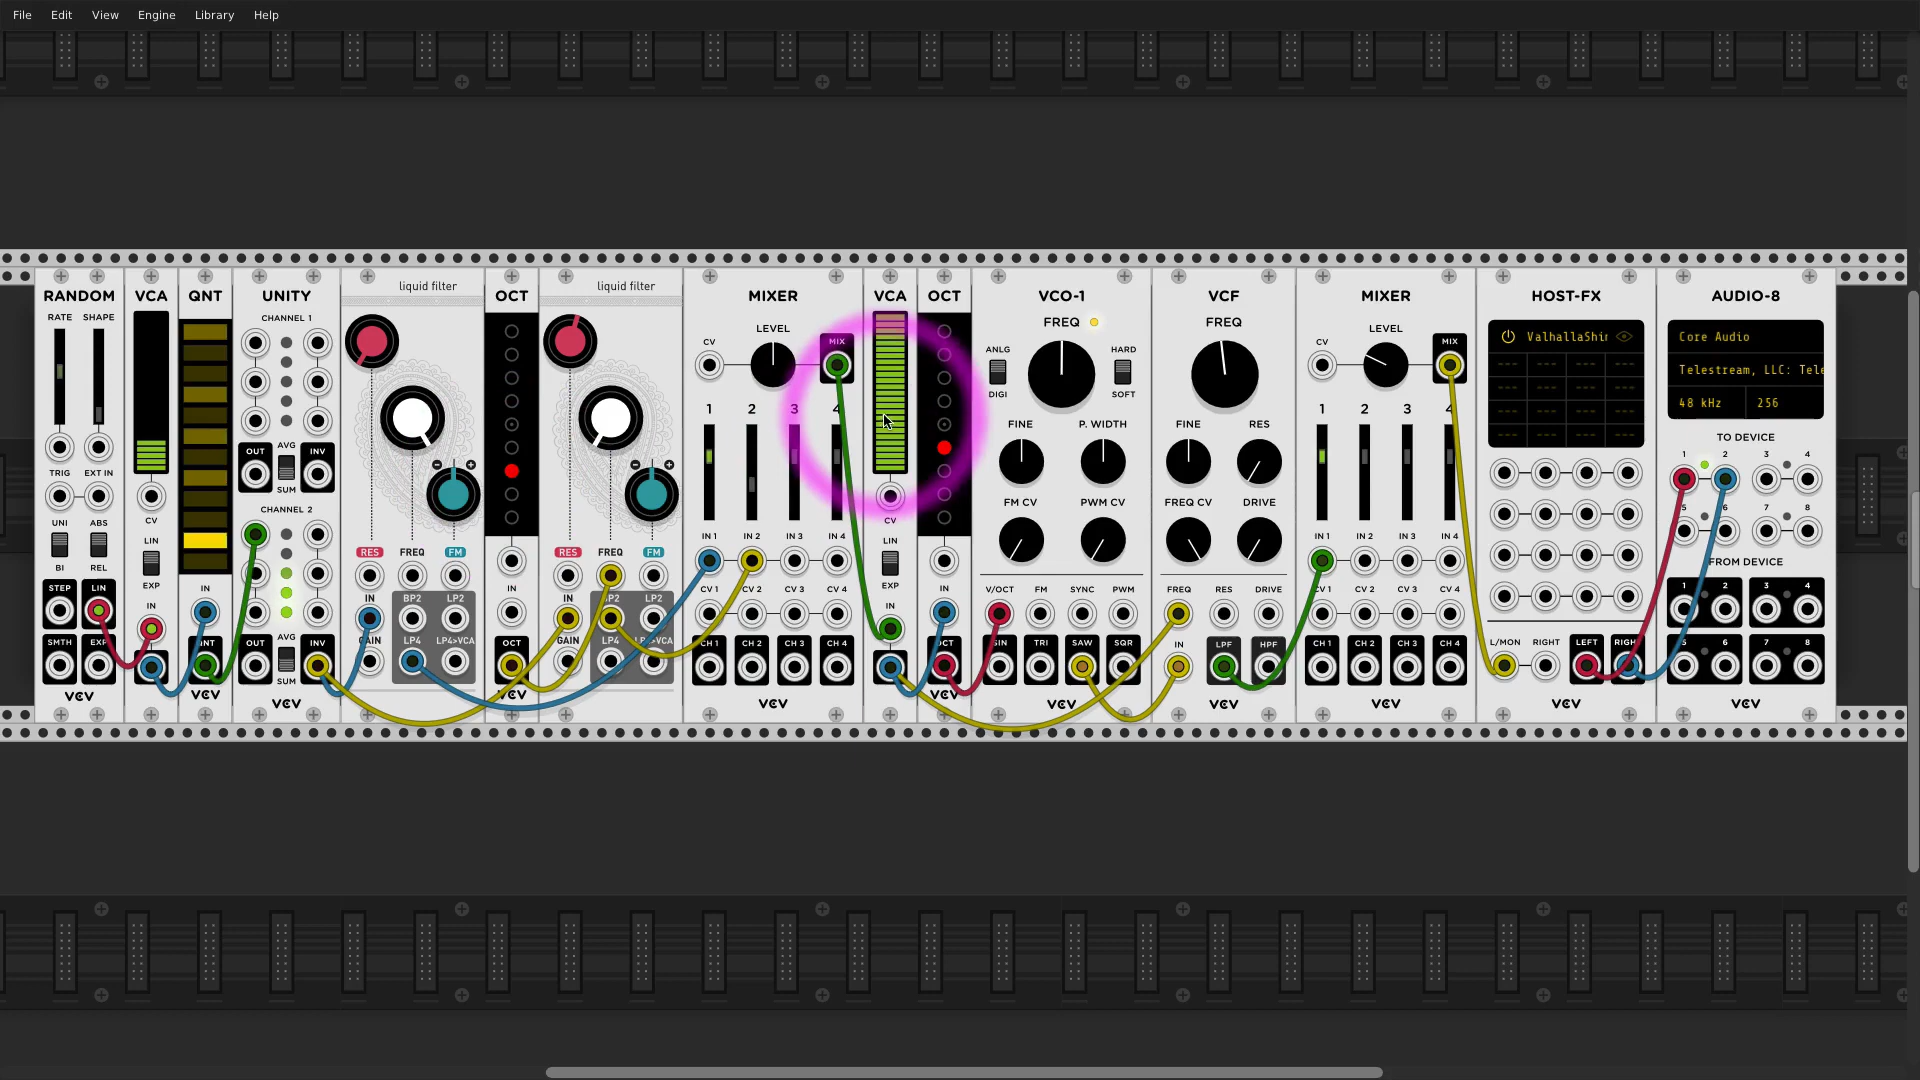 File Edit View Engine Library Help
RANDOM
RATE SHAPE
TRIG EXT IN
UNI ABS
BI REL
STEP LIN
SMTH EXP
VCV
VCA
CV
LIN
EXP
IN
QNT
IN
QNT
VCV
UNITY
CHANNEL 1
AVG
OUT INV
SUM
CHANNEL 2
AVG
OUT INV
SUM
VCV
liquid filter
RES FREQ FM
IN BP2 LP2
GAIN LP4 LP4>VCA
OCT
IN
OCT
VCV
liquid filter
RES FREQ FM
IN BP2 LP2
GAIN LP4
MIXER
LEVEL
CV MIX
1 2 3 4
IN 1 IN 2 IN 3 IN 4
CV 1 CV 2 CV 3 CV 4
CH 1 CH 2 CH 3 CH 4
VCV
VCA
CV
LIN
EXP
OCT
IN
OCT
VCV
VCO-1
FREQ
ANLG HARD
DIGI SOFT
FINE P. WIDTH
FM CV PWM CV
V/OCT FM SYNC PWM
SIN TRI SAW SQR
VCV
VCF
FREQ
FINE RES
FREQ CV DRIVE
FREQ RES DRIVE
IN LPF HPF
VCV
MIXER
LEVEL
CV MIX
1 2 3 4
IN 1 IN 2 IN 3 IN 4
CV 1 CV 2 CV 3 CV 4
CH 1 CH 2 CH 3 CH 4
VCV
HOST-FX
ValhallaShim
L/MON RIGHT LEFT RIGHT
VCV
AUDIO-8
Core Audio
Telestream, LLC: Tele
48 kHz 256
TO DEVICE
1 2 3 4
5 6 7 8
FROM DEVICE
1 2 3 4
5 6 7 8
VCV